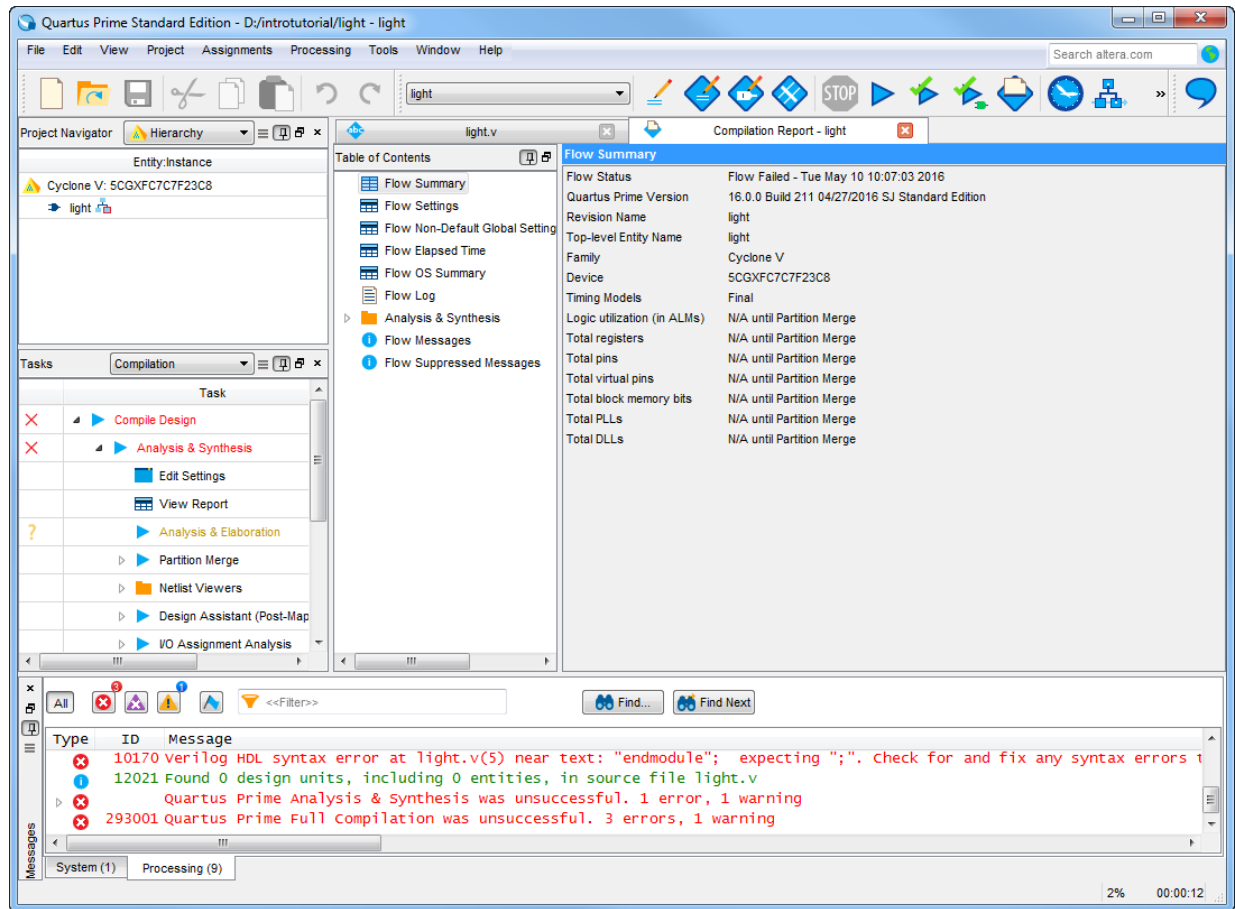 Quartus Prime Standard Edition - D:/introtutorial/light - light
File Edit View Project Assignments Processing Tools Window Help
Search altera.com
light
STOP
»
Project Navigator
Hierarchy
Entity:Instance
Cyclone V: 5CGXFC7C7F23C8
light
Tasks
Compilation
Task
Compile Design
Analysis & Synthesis
Edit Settings
View Report
? Analysis & Elaboration
Partition Merge
Netlist Viewers
Design Assistant (Post-Map
I/O Assignment Analysis
abc light.v
Compilation Report - light
Table of Contents
Flow Summary
Flow Settings
Flow Non-Default Global Setting
Flow Elapsed Time
Flow OS Summary
Flow Log
Analysis & Synthesis
Flow Messages
Flow Suppressed Messages
Flow Summary
Flow Status Flow Failed - Tue May 10 10:07:03 2016
Quartus Prime Version 16.0.0 Build 211 04/27/2016 SJ Standard Edition
Revision Name light
Top-level Entity Name light
Family Cyclone V
Device 5CGXFC7C7F23C8
Timing Models Final
Logic utilization (in ALMs) N/A until Partition Merge
Total registers N/A until Partition Merge
Total pins N/A until Partition Merge
Total virtual pins N/A until Partition Merge
Total block memory bits N/A until Partition Merge
Total PLLs N/A until Partition Merge
Total DLLs N/A until Partition Merge
All
3
1
<<Filter>>
Find...
Find Next
Type ID Message
10170 Verilog HDL syntax error at light.v(5) near text: "endmodule"; expecting ";". Check for and fix any syntax errors t
12021 Found 0 design units, including 0 entities, in source file light.v
Quartus Prime Analysis & Synthesis was unsuccessful. 1 error, 1 warning
293001 Quartus Prime Full Compilation was unsuccessful. 3 errors, 1 warning
Messages
System (1)
Processing (9)
2% 00:00:12